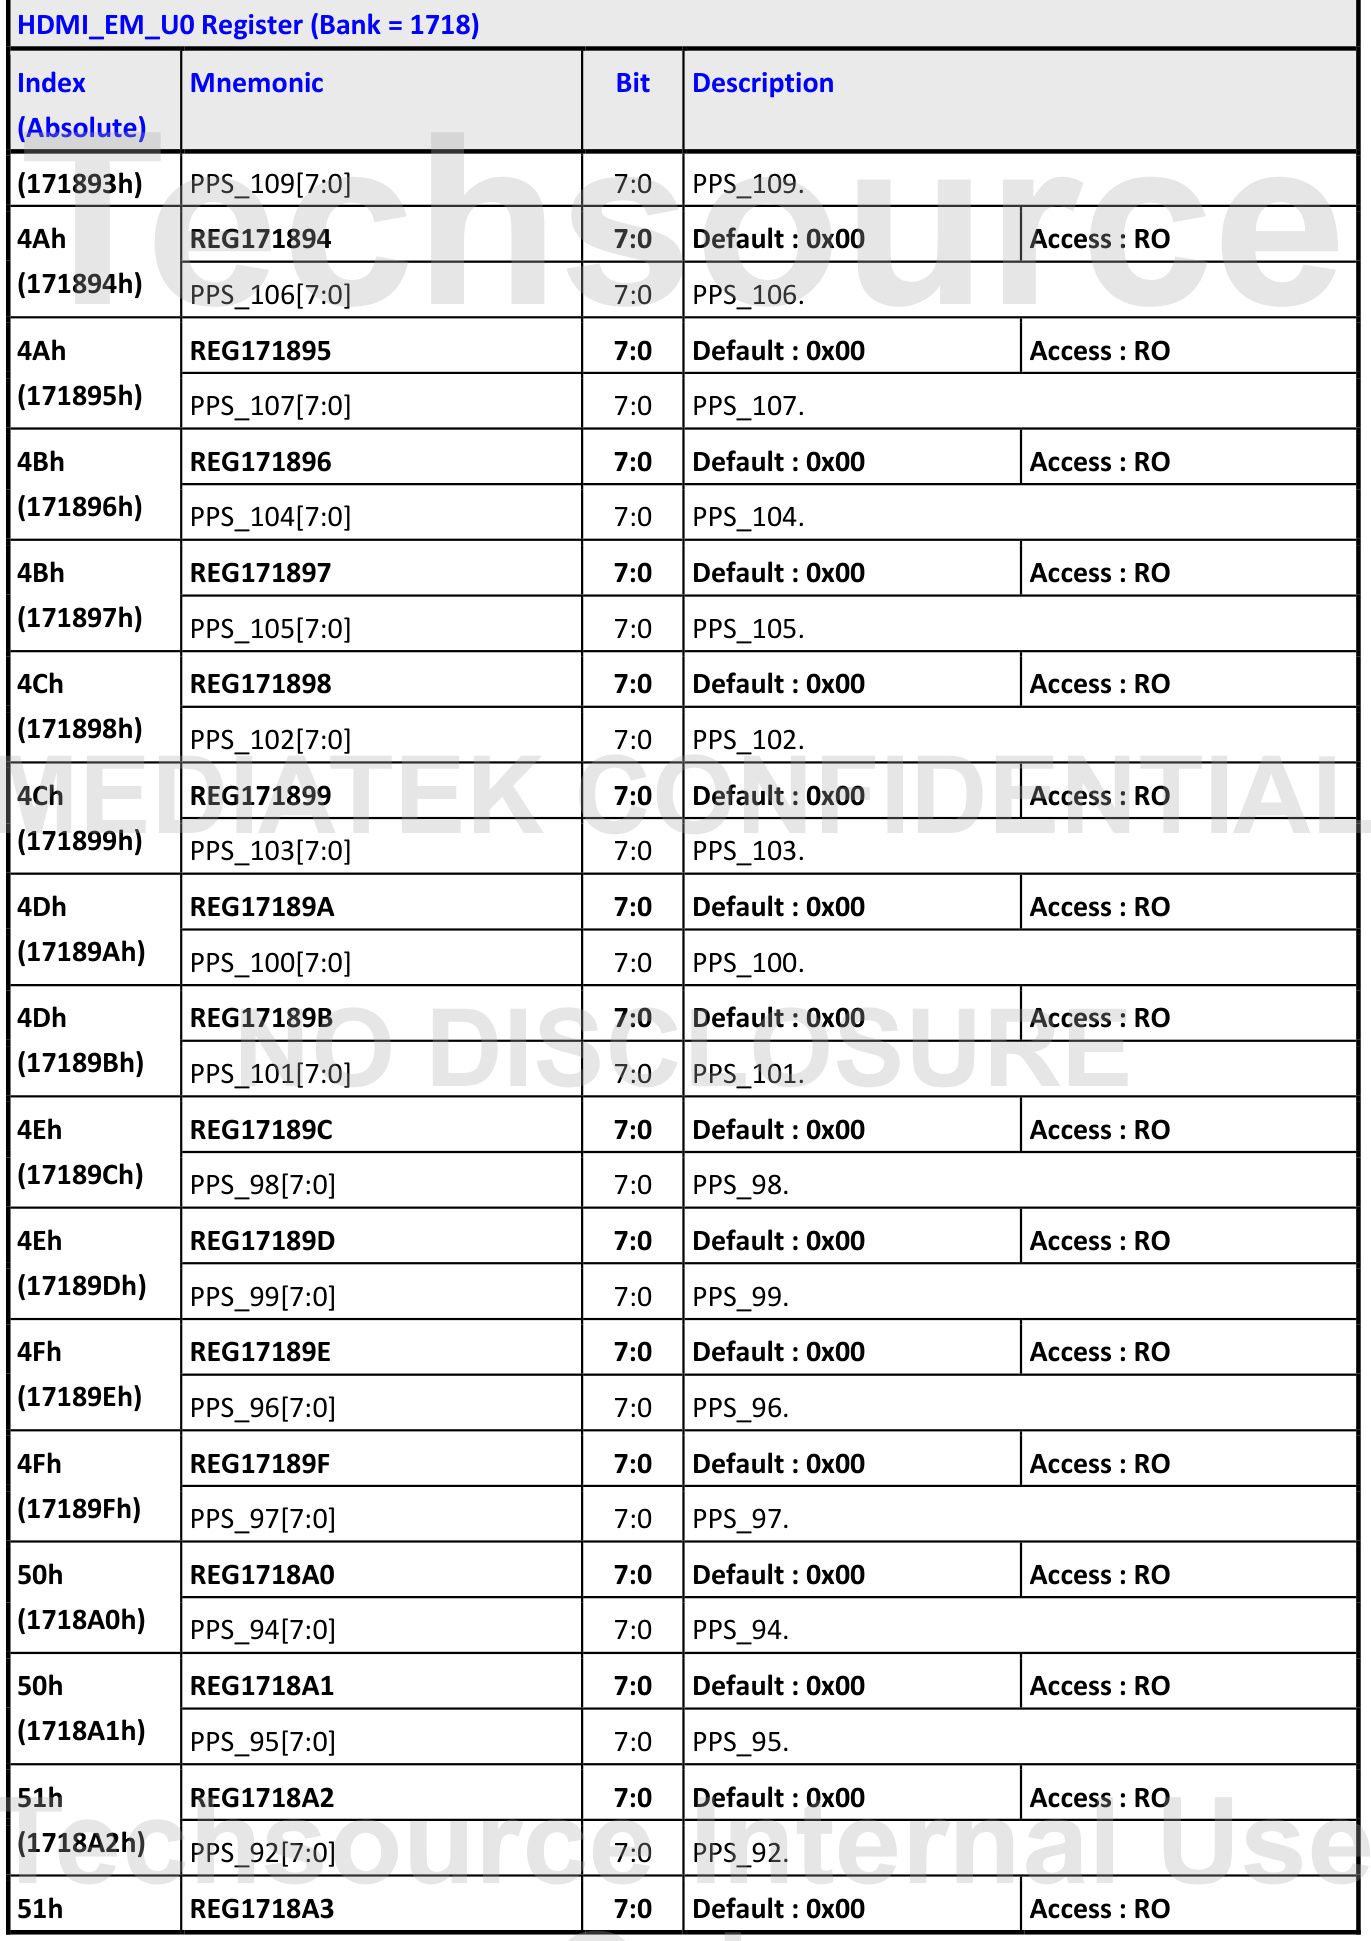 HDMI_EM_U0 Register (Bank = 1718)
Index Mnemonic Bit Description
(Absolute)
Techsource
(171893h) PPS_109[7:0] 7:0 PPS_109.
4Ah REG171894 7:0 Default : 0x00 Access : RO
(171894h) PPS_106[7:0] 7:0 PPS_106.
4Ah REG171895 7:0 Default : 0x00 Access : RO
(171895h) PPS_107[7:0] 7:0 PPS_107.
4Bh REG171896 7:0 Default : 0x00 Access : RO
(171896h) PPS_104[7:0] 7:0 PPS_104.
4Bh REG171897 7:0 Default : 0x00 Access : RO
(171897h) PPS_105[7:0] 7:0 PPS_105.
4Ch REG171898 7:0 Default : 0x00 Access : RO
(171898h) PPS_102[7:0] 7:0 PPS_102.
MEDIATEK CONFIDENTIAL
4Ch REG171899 7:0 Default : 0x00 Access : RO
(171899h) PPS_103[7:0] 7:0 PPS_103.
4Dh REG17189A 7:0 Default : 0x00 Access : RO
(17189Ah) PPS_100[7:0] 7:0 PPS_100.
4Dh REG17189B 7:0 Default : 0x00 Access : RO
NO DISCLOSURE
(17189Bh) PPS_101[7:0] 7:0 PPS_101.
4Eh REG17189C 7:0 Default : 0x00 Access : RO
(17189Ch) PPS_98[7:0] 7:0 PPS_98.
4Eh REG17189D 7:0 Default : 0x00 Access : RO
(17189Dh) PPS_99[7:0] 7:0 PPS_99.
4Fh REG17189E 7:0 Default : 0x00 Access : RO
(17189Eh) PPS_96[7:0] 7:0 PPS_96.
4Fh REG17189F 7:0 Default : 0x00 Access : RO
(17189Fh) PPS_97[7:0] 7:0 PPS_97.
50h REG1718A0 7:0 Default : 0x00 Access : RO
(1718A0h) PPS_94[7:0] 7:0 PPS_94.
50h REG1718A1 7:0 Default : 0x00 Access : RO
(1718A1h) PPS_95[7:0] 7:0 PPS_95.
51h REG1718A2 7:0 Default : 0x00 Access : RO
Techsource Internal Use
(1718A2h) PPS_92[7:0] 7:0 PPS_92.
51h REG1718A3 7:0 Default : 0x00 Access : RO